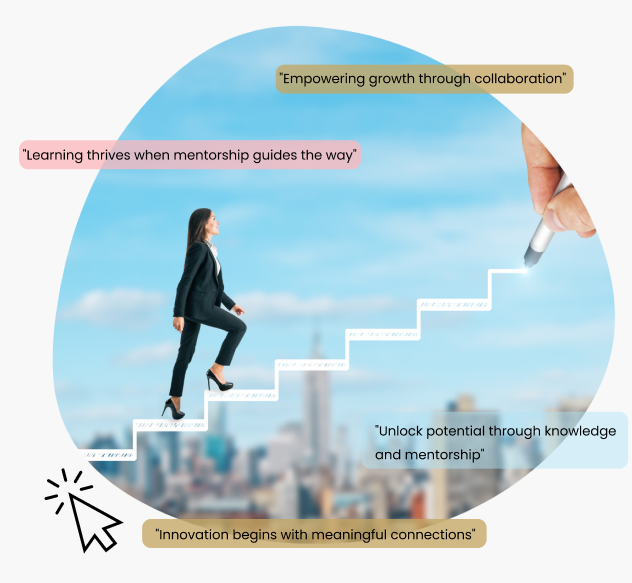 "Empowering growth through collaboration"
"Learning thrives when mentorship guides the way"
"Unlock potential through knowledge
and mentorship"
"Innovation begins with meaningful connections"